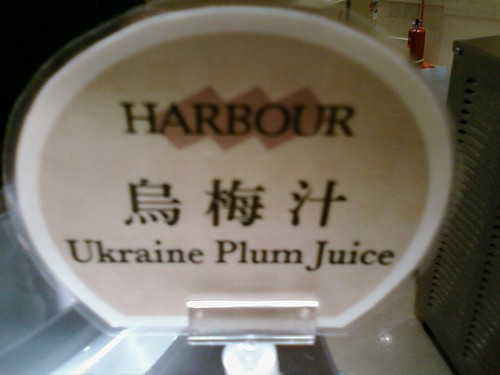 HARBOUR
烏梅汁
Ukraine Plum Juice